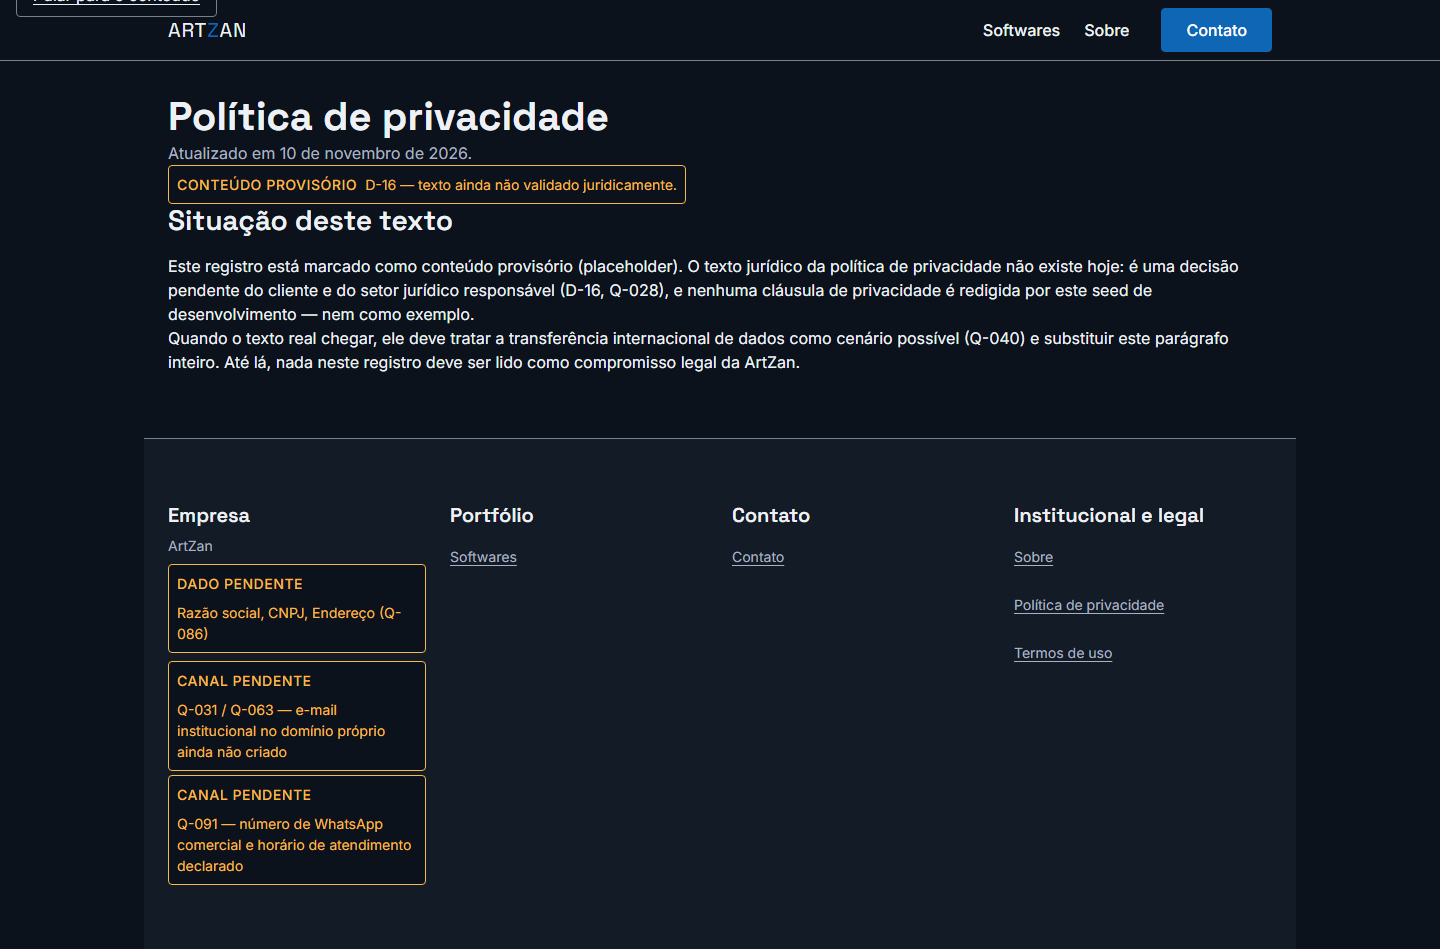 ARTZAN
Softwares
Sobre
Contato
Política de privacidade
Atualizado em 10 de novembro de 2026.
CONTEÚDO PROVISÓRIO D-16 — texto ainda não validado juridicamente.
Situação deste texto
Este registro está marcado como conteúdo provisório (placeholder). O texto jurídico da política de privacidade não existe hoje: é uma decisão
pendente do cliente e do setor jurídico responsável (D-16, Q-028), e nenhuma cláusula de privacidade é redigida por este seed de
desenvolvimento — nem como exemplo.
Quando o texto real chegar, ele deve tratar a transferência internacional de dados como cenário possível (Q-040) e substituir este parágrafo
inteiro. Até lá, nada neste registro deve ser lido como compromisso legal da ArtZan.
Empresa
ArtZan
DADO PENDENTE
Razão social, CNPJ, Endereço (Q-
086)
CANAL PENDENTE
Q-031 / Q-063 — e-mail
institucional no domínio próprio
ainda não criado
CANAL PENDENTE
Q-091 — número de WhatsApp
comercial e horário de atendimento
declarado
Portfólio
Softwares
Contato
Contato
Institucional e legal
Sobre
Política de privacidade
Termos de uso